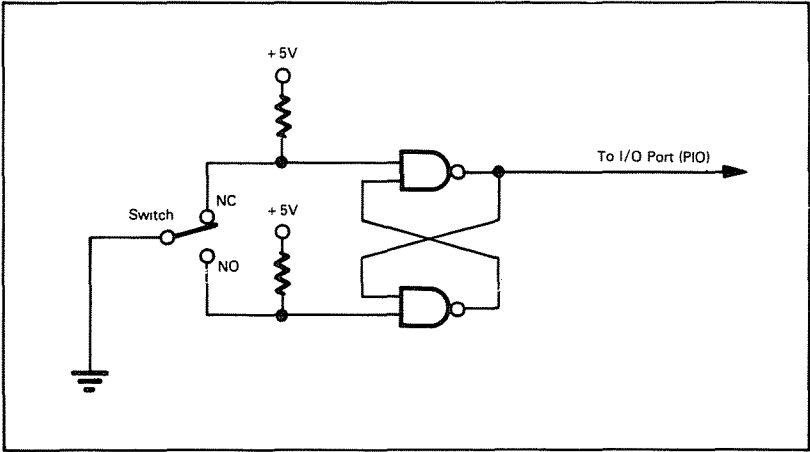 + 5V
To I/O Port (PIO)
Switch
NC
+ 5V
NO